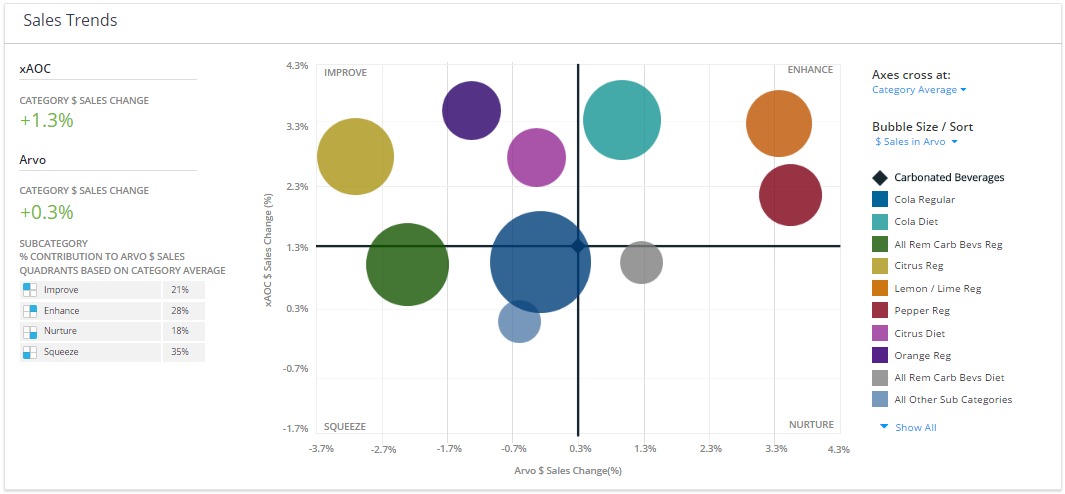 Sales Trends
xAOC
CATEGORY $ SALES CHANGE
+1.3%
Arvo
CATEGORY $ SALES CHANGE
+0.3%
SUBCATEGORY
% CONTRIBUTION TO ARVO $ SALES
QUADRANTS BASED ON CATEGORY AVERAGE
Improve 21%
Enhance 28%
Nurture 18%
Squeeze 35%
xAOC $ Sales Change (%)
4.3%
3.3%
2.3%
1.3%
0.3%
-0.7%
-1.7%
IMPROVE
ENHANCE
SQUEEZE
NURTURE
-3.7% -2.7% -1.7% -0.7% 0.3% 1.3% 2.3% 3.3% 4.3%
Arvo $ Sales Change(%)
Axes cross at:
Category Average
Bubble Size / Sort
$ Sales in Arvo
Carbonated Beverages
Cola Regular
Cola Diet
All Rem Carb Bevs Reg
Citrus Reg
Lemon / Lime Reg
Pepper Reg
Citrus Diet
Orange Reg
All Rem Carb Bevs Diet
All Other Sub Categories
Show All